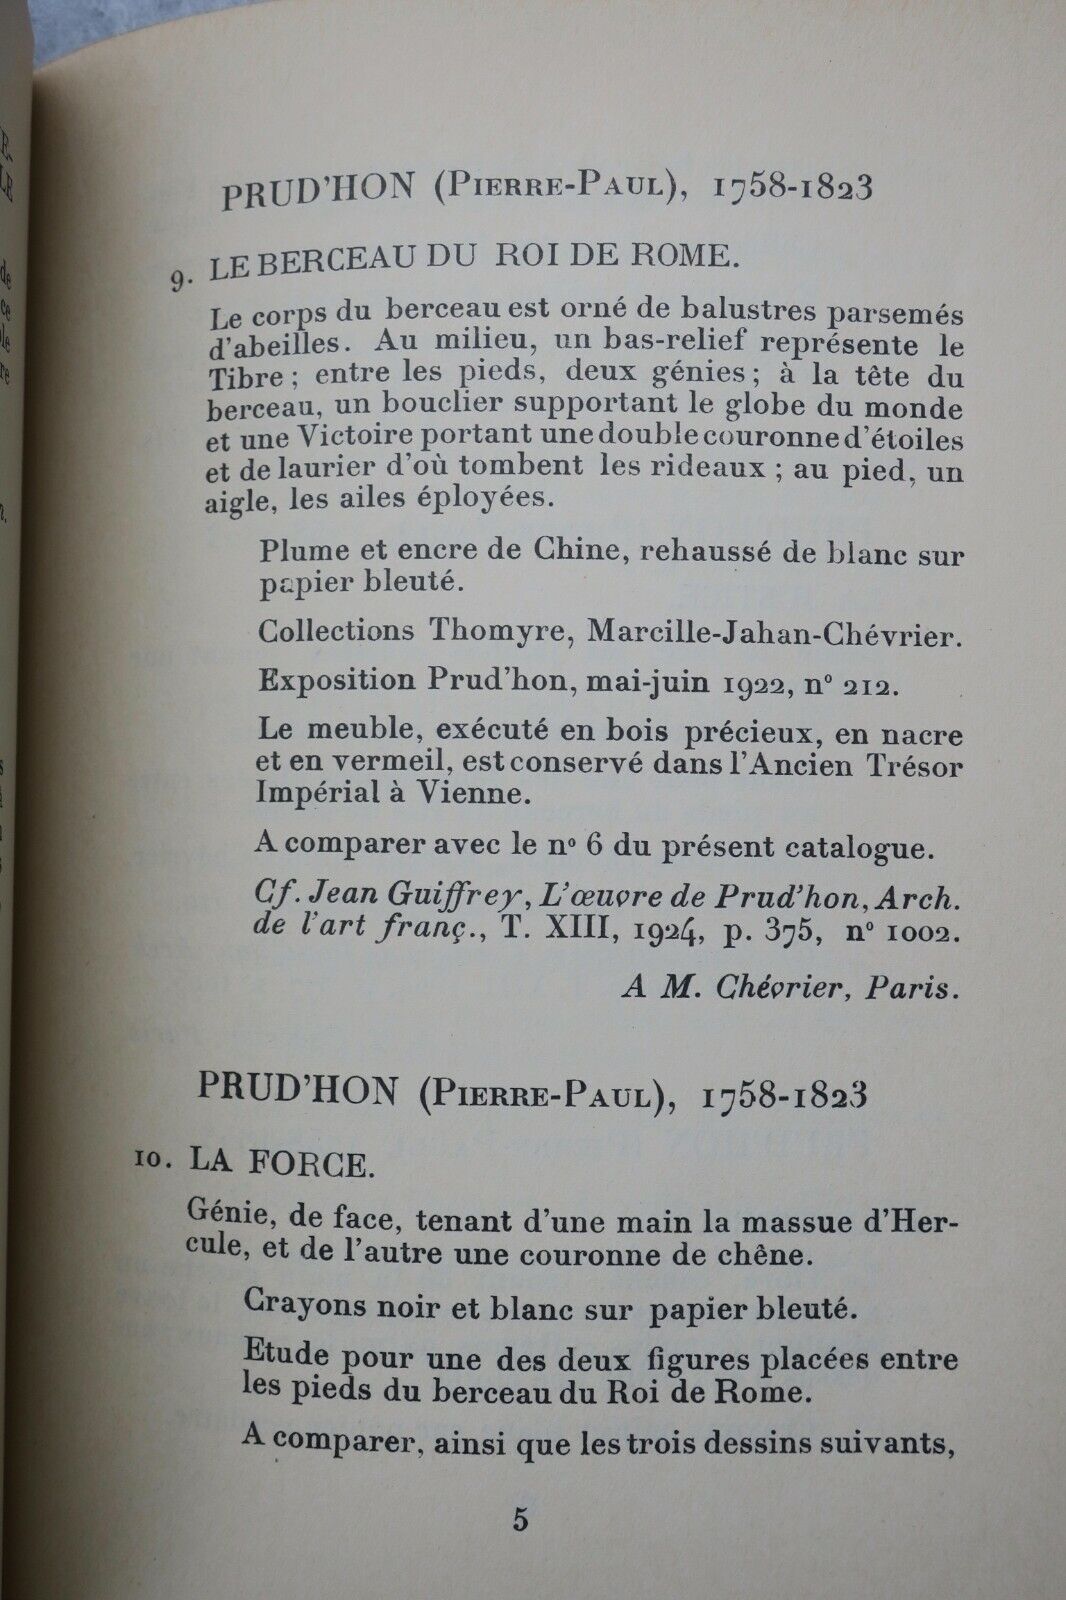 PRUD'HON (PIERRE-PAUL), 1758-1823
9. LE BERCEAU DU ROI DE ROME.
Le corps du berceau est orné de balustres parsemés
d'abeilles. Au milieu, un bas-relief représente le
Tibre ; entre les pieds, deux génies ; à la tête du
berceau, un bouclier supportant le globe du monde
et une Victoire portant une double couronne d'étoiles
et de laurier d'où tombent les rideaux ; au pied, un
aigle, les ailes éployées.
Plume et encre de Chine, rehaussé de blanc sur
papier bleuté.
Collections Thomyre, Marcille-Jahan-Chévrier.
Exposition Prud'hon, mai-juin 1922, n° 212.
Le meuble, exécuté en bois précieux, en nacre
et en vermeil, est conservé dans l'Ancien Trésor
Impérial à Vienne.
A comparer avec le n° 6 du présent catalogue.
Cf. Jean Guiffrey, L'œuvre de Prud'hon, Arch.
de l'art franç., T. XIII, 1924, p. 375, n° 1002.
A M. Chévrier, Paris.
PRUD'HON (PIERRE-PAUL), 1758-1823
10. LA FORCE.
Génie, de face, tenant d'une main la massue d'Her-
cule, et de l'autre une couronne de chêne.
Crayons noir et blanc sur papier bleuté.
Etude pour une des deux figures placées entre
les pieds du berceau du Roi de Rome.
A comparer, ainsi que les trois dessins suivants,
5